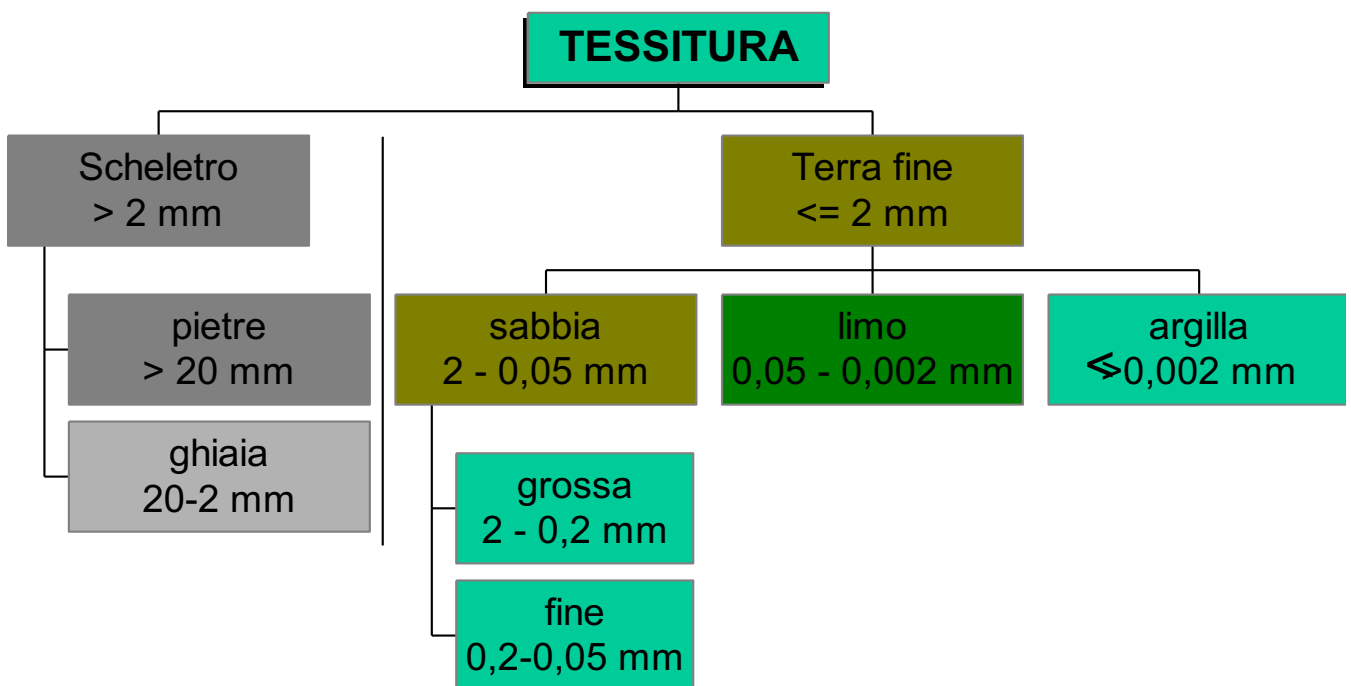 TESSITURA
Scheletro
> 2 mm
pietre
> 20 mm
ghiaia
20-2 mm
Terra fine
<= 2 mm
sabbia
2 - 0,05 mm
grossa
2 - 0,2 mm
fine
0,2-0,05 mm
limo
0,05 - 0,002 mm
argilla
0,002 mm